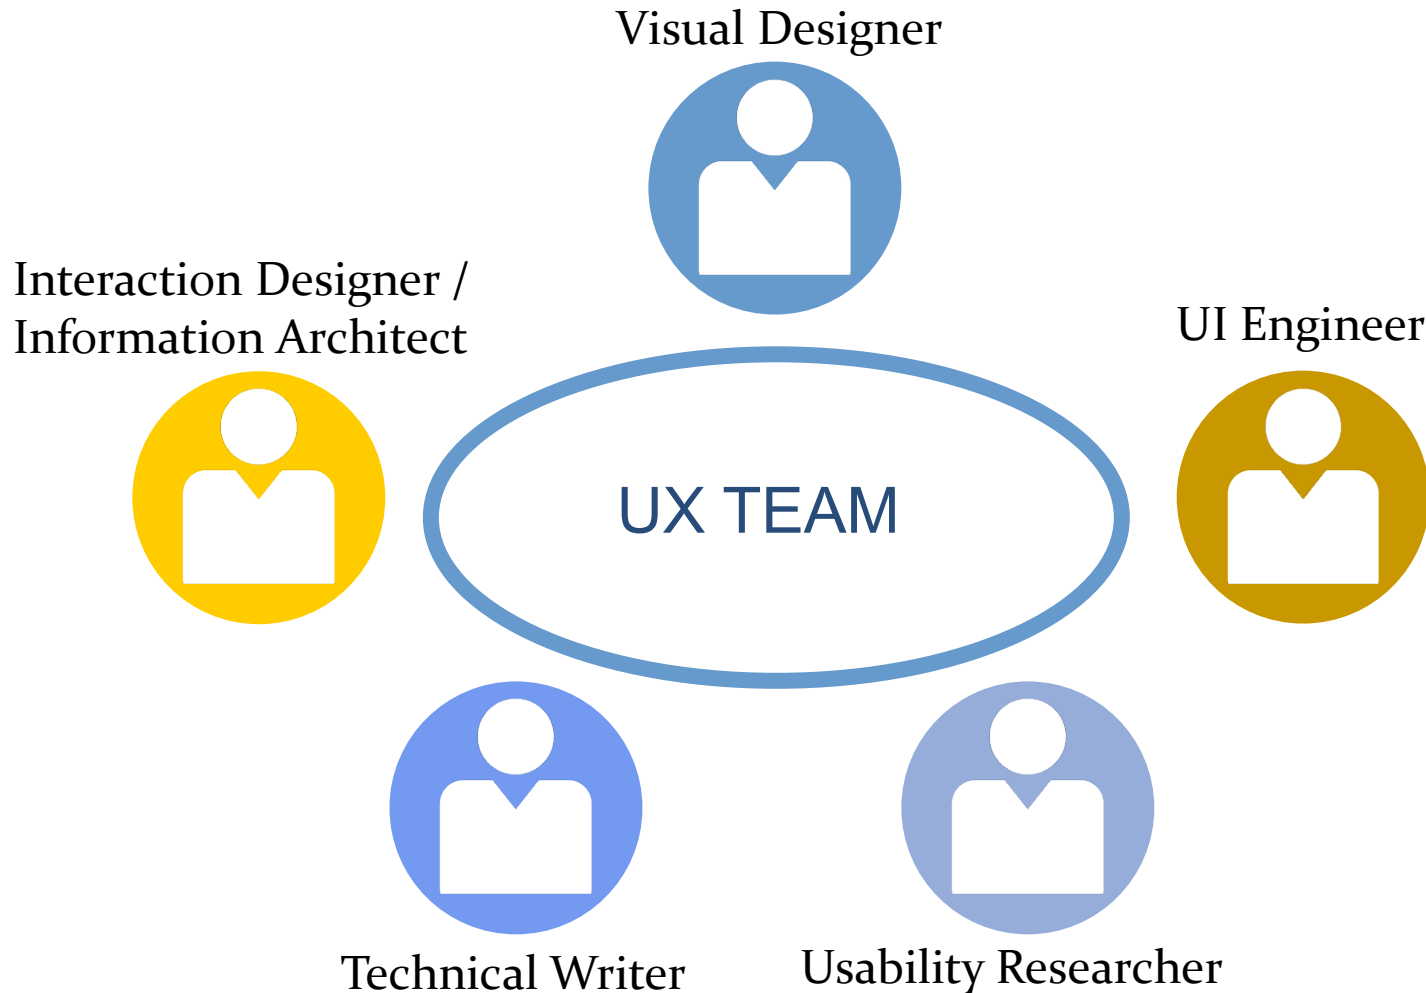 Visual Designer
Interaction Designer /
Information Architect
UI Engineer
UX TEAM
Technical Writer
Usability Researcher